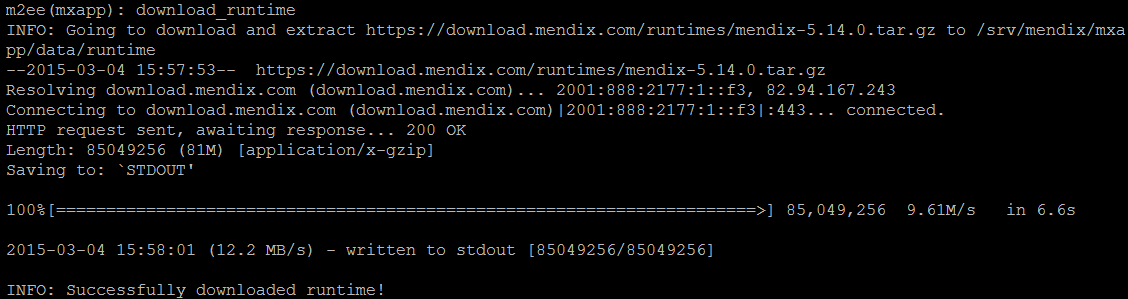 m2ee(mxapp): download_runtime
INFO: Going to download and extract https://download.mendix.com/runtimes/mendix-5.14.0.tar.gz to /srv/mendix/mxa
pp/data/runtime
--2015-03-04 15:57:53--  https://download.mendix.com/runtimes/mendix-5.14.0.tar.gz
Resolving download.mendix.com (download.mendix.com)... 2001:888:2177:1::f3, 82.94.167.243
Connecting to download.mendix.com (download.mendix.com)|2001:888:2177:1::f3|:443... connected.
HTTP request sent, awaiting response... 200 OK
Length: 85049256 (81M) [application/x-gzip]
Saving to: `STDOUT'
100%[======================================================================>] 85,049,256  9.61M/s   in 6.6s
2015-03-04 15:58:01 (12.2 MB/s) - written to stdout [85049256/85049256]
INFO: Successfully downloaded runtime!